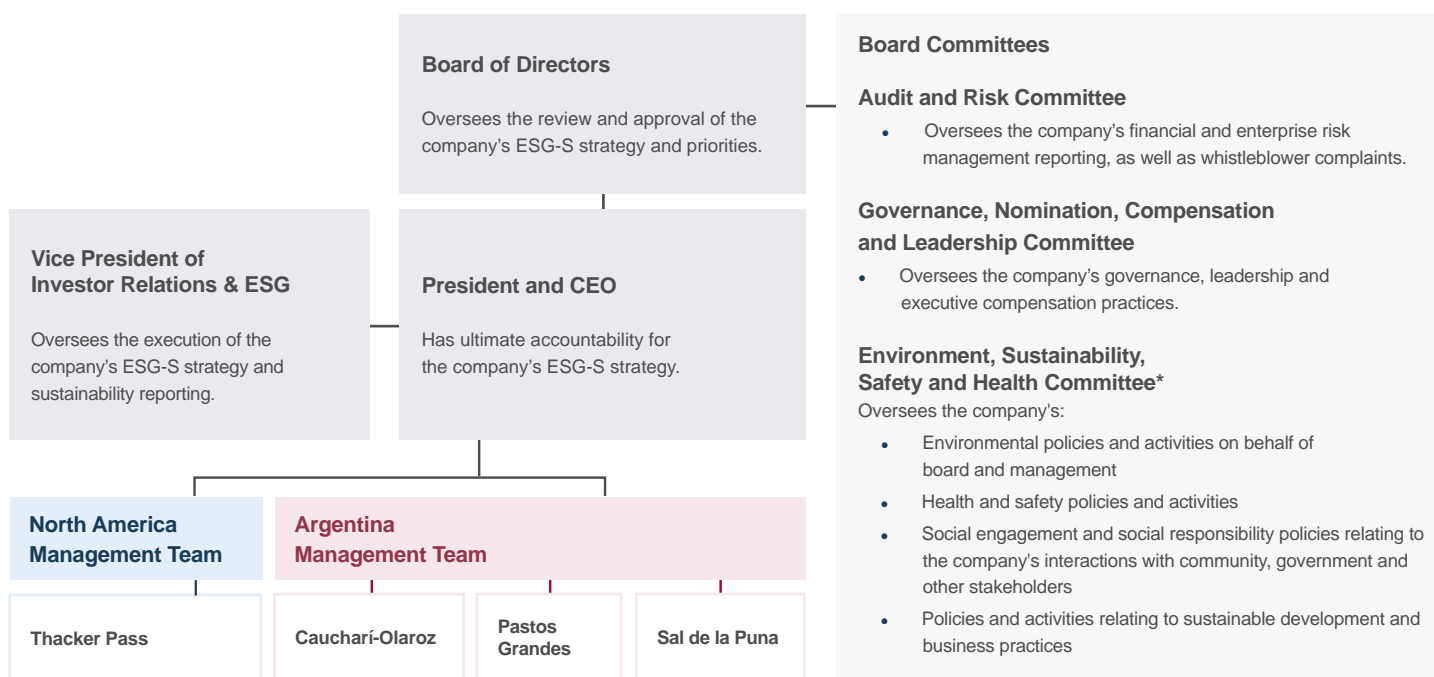 Board of Directors
Oversees the review and approval of the
company’s ESG-S strategy and priorities.
Vice President of
Investor Relations & ESG
Oversees the execution of the
company’s ESG-S strategy and
sustainability reporting.
President and CEO
Has ultimate accountability for
the company’s ESG-S strategy.
North America
Management Team
Argentina
Management Team
Thacker Pass
Caucharí-Olaroz
Pastos
Grandes
Sal de la Puna
Board Committees
Audit and Risk Committee
• Oversees the company’s financial and enterprise risk
management reporting, as well as whistleblower complaints.
Governance, Nomination, Compensation
and Leadership Committee
• Oversees the company’s governance, leadership and
executive compensation practices.
Environment, Sustainability,
Safety and Health Committee*
Oversees the company's:
• Environmental policies and activities on behalf of
board and management
• Health and safety policies and activities
• Social engagement and social responsibility policies relating to
the company's interactions with community, government and
other stakeholders
• Policies and activities relating to sustainable development and
business practices